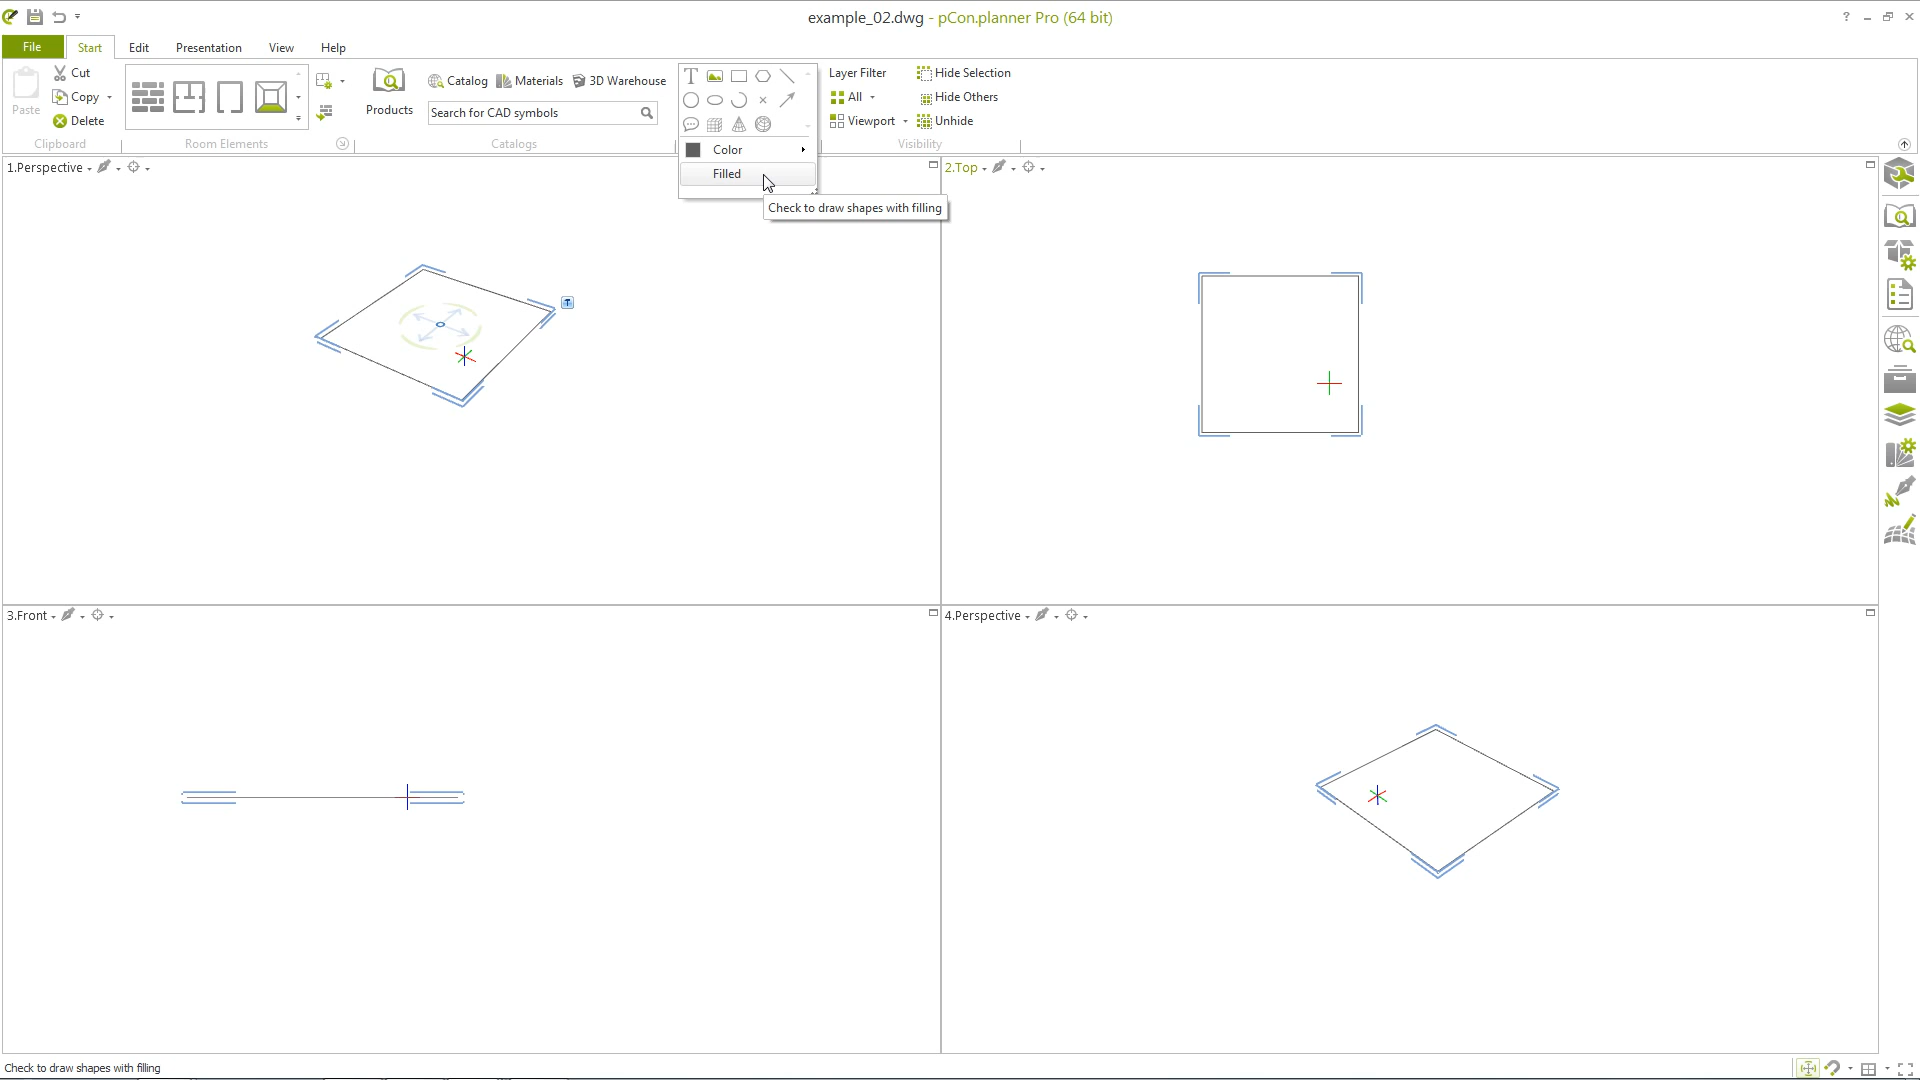 example_02.dwg - pCon.planner Pro (64 bit)
?
File Start Edit Presentation View Help
Paste
Cut
Copy
Delete
Clipboard
Room Elements
Products
Catalog Materials 3D Warehouse
Search for CAD symbols
Catalogs
T
Color
Filled
Check to draw shapes with filling
Layer Filter
All
Viewport
Hide Selection
Hide Others
Unhide
Visibility
1.Perspective
2.Top
3.Front
4.Perspective
Check to draw shapes with filling